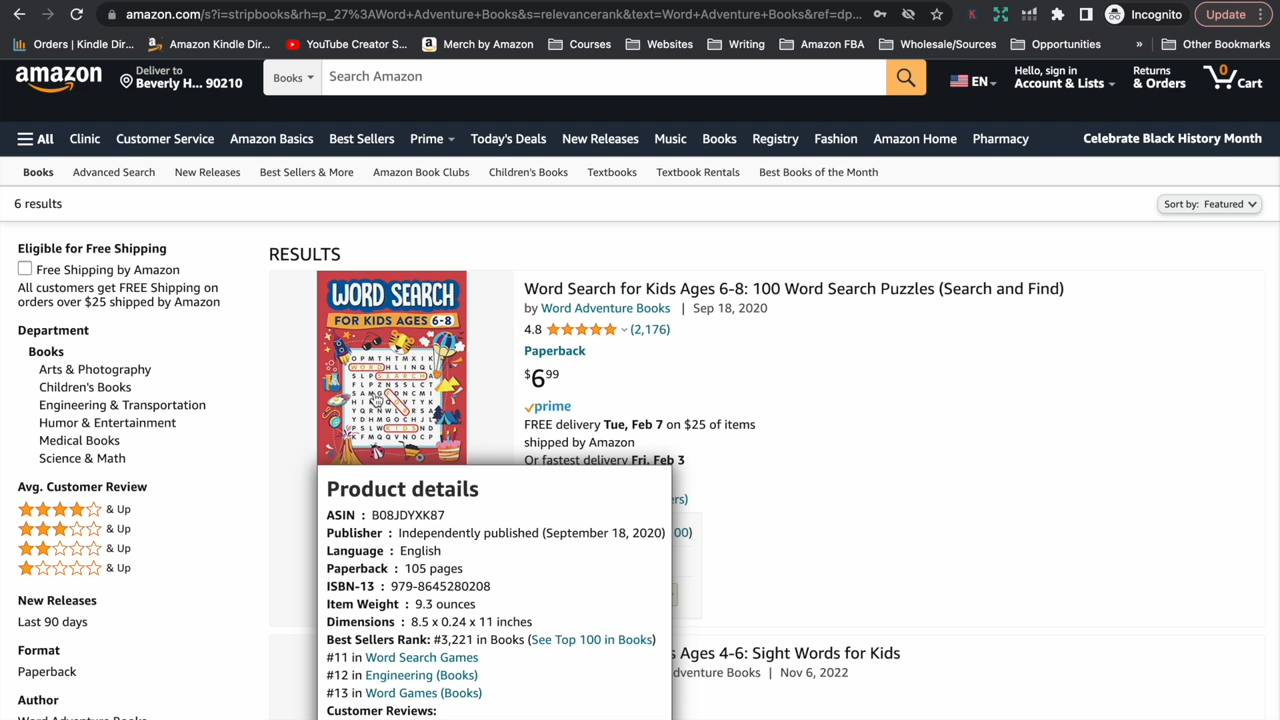 amazon.com/s?i=stripbooks&rh=p_27%3AWord+Adventure+Books&s=relevancerank&text=Word+Adventure+Books&ref=dp...
Incognito
Update
Orders | Kindle Dir...
Amazon Kindle Dir...
YouTube Creator S...
Merch by Amazon
Courses
Websites
Writing
Amazon FBA
Wholesale/Sources
Opportunities
»
Other Bookmarks
amazon
Deliver to
Beverly H... 90210
Books
Search Amazon
EN
Hello, sign in
Account & Lists
Returns
& Orders
0
Cart
All
Clinic
Customer Service
Amazon Basics
Best Sellers
Prime
Today's Deals
New Releases
Music
Books
Registry
Fashion
Amazon Home
Pharmacy
Celebrate Black History Month
Books
Advanced Search
New Releases
Best Sellers & More
Amazon Book Clubs
Children's Books
Textbooks
Textbook Rentals
Best Books of the Month
6 results
Sort by: Featured
Eligible for Free Shipping
Free Shipping by Amazon
All customers get FREE Shipping on
orders over $25 shipped by Amazon
Department
Books
Arts & Photography
Children's Books
Engineering & Transportation
Humor & Entertainment
Medical Books
Science & Math
Avg. Customer Review
& Up
& Up
& Up
& Up
New Releases
Last 90 days
Format
Paperback
Author
RESULTS
WORD SEARCH
FOR KIDS AGES 6-8
Word Search for Kids Ages 6-8: 100 Word Search Puzzles (Search and Find)
by Word Adventure Books | Sep 18, 2020
4.8 (2,176)
Paperback
$6.99
prime
FREE delivery Tue, Feb 7 on $25 of items
shipped by Amazon
Or fastest delivery Fri, Feb 3
Product details
ASIN : B08JDYXK87
Publisher : Independently published (September 18, 2020)
Language : English
Paperback : 105 pages
ISBN-13 : 979-8645280208
Item Weight : 9.3 ounces
Dimensions : 8.5 x 0.24 x 11 inches
Best Sellers Rank: #3,221 in Books (See Top 100 in Books)
#11 in Word Search Games
#12 in Engineering (Books)
#13 in Word Games (Books)
Customer Reviews:
Ages 4-6: Sight Words for Kids
dventure Books | Nov 6, 2022